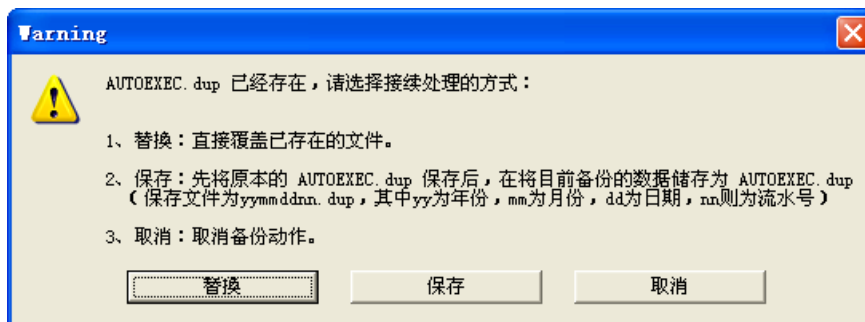 Warning
AUTOEXEC.dup 已经存在，请选择接续处理的方式：
1、替换：直接覆盖已存在的文件。
2、保存：先将原本的 AUTOEXEC.dup 保存后，在将目前备份的数据储存为 AUTOEXEC.dup
（保存文件为yymmddnn.dup，其中yy为年份，mm为月份，dd为日期，nn则为流水号）
3、取消：取消备份动作。
替换 保存 取消